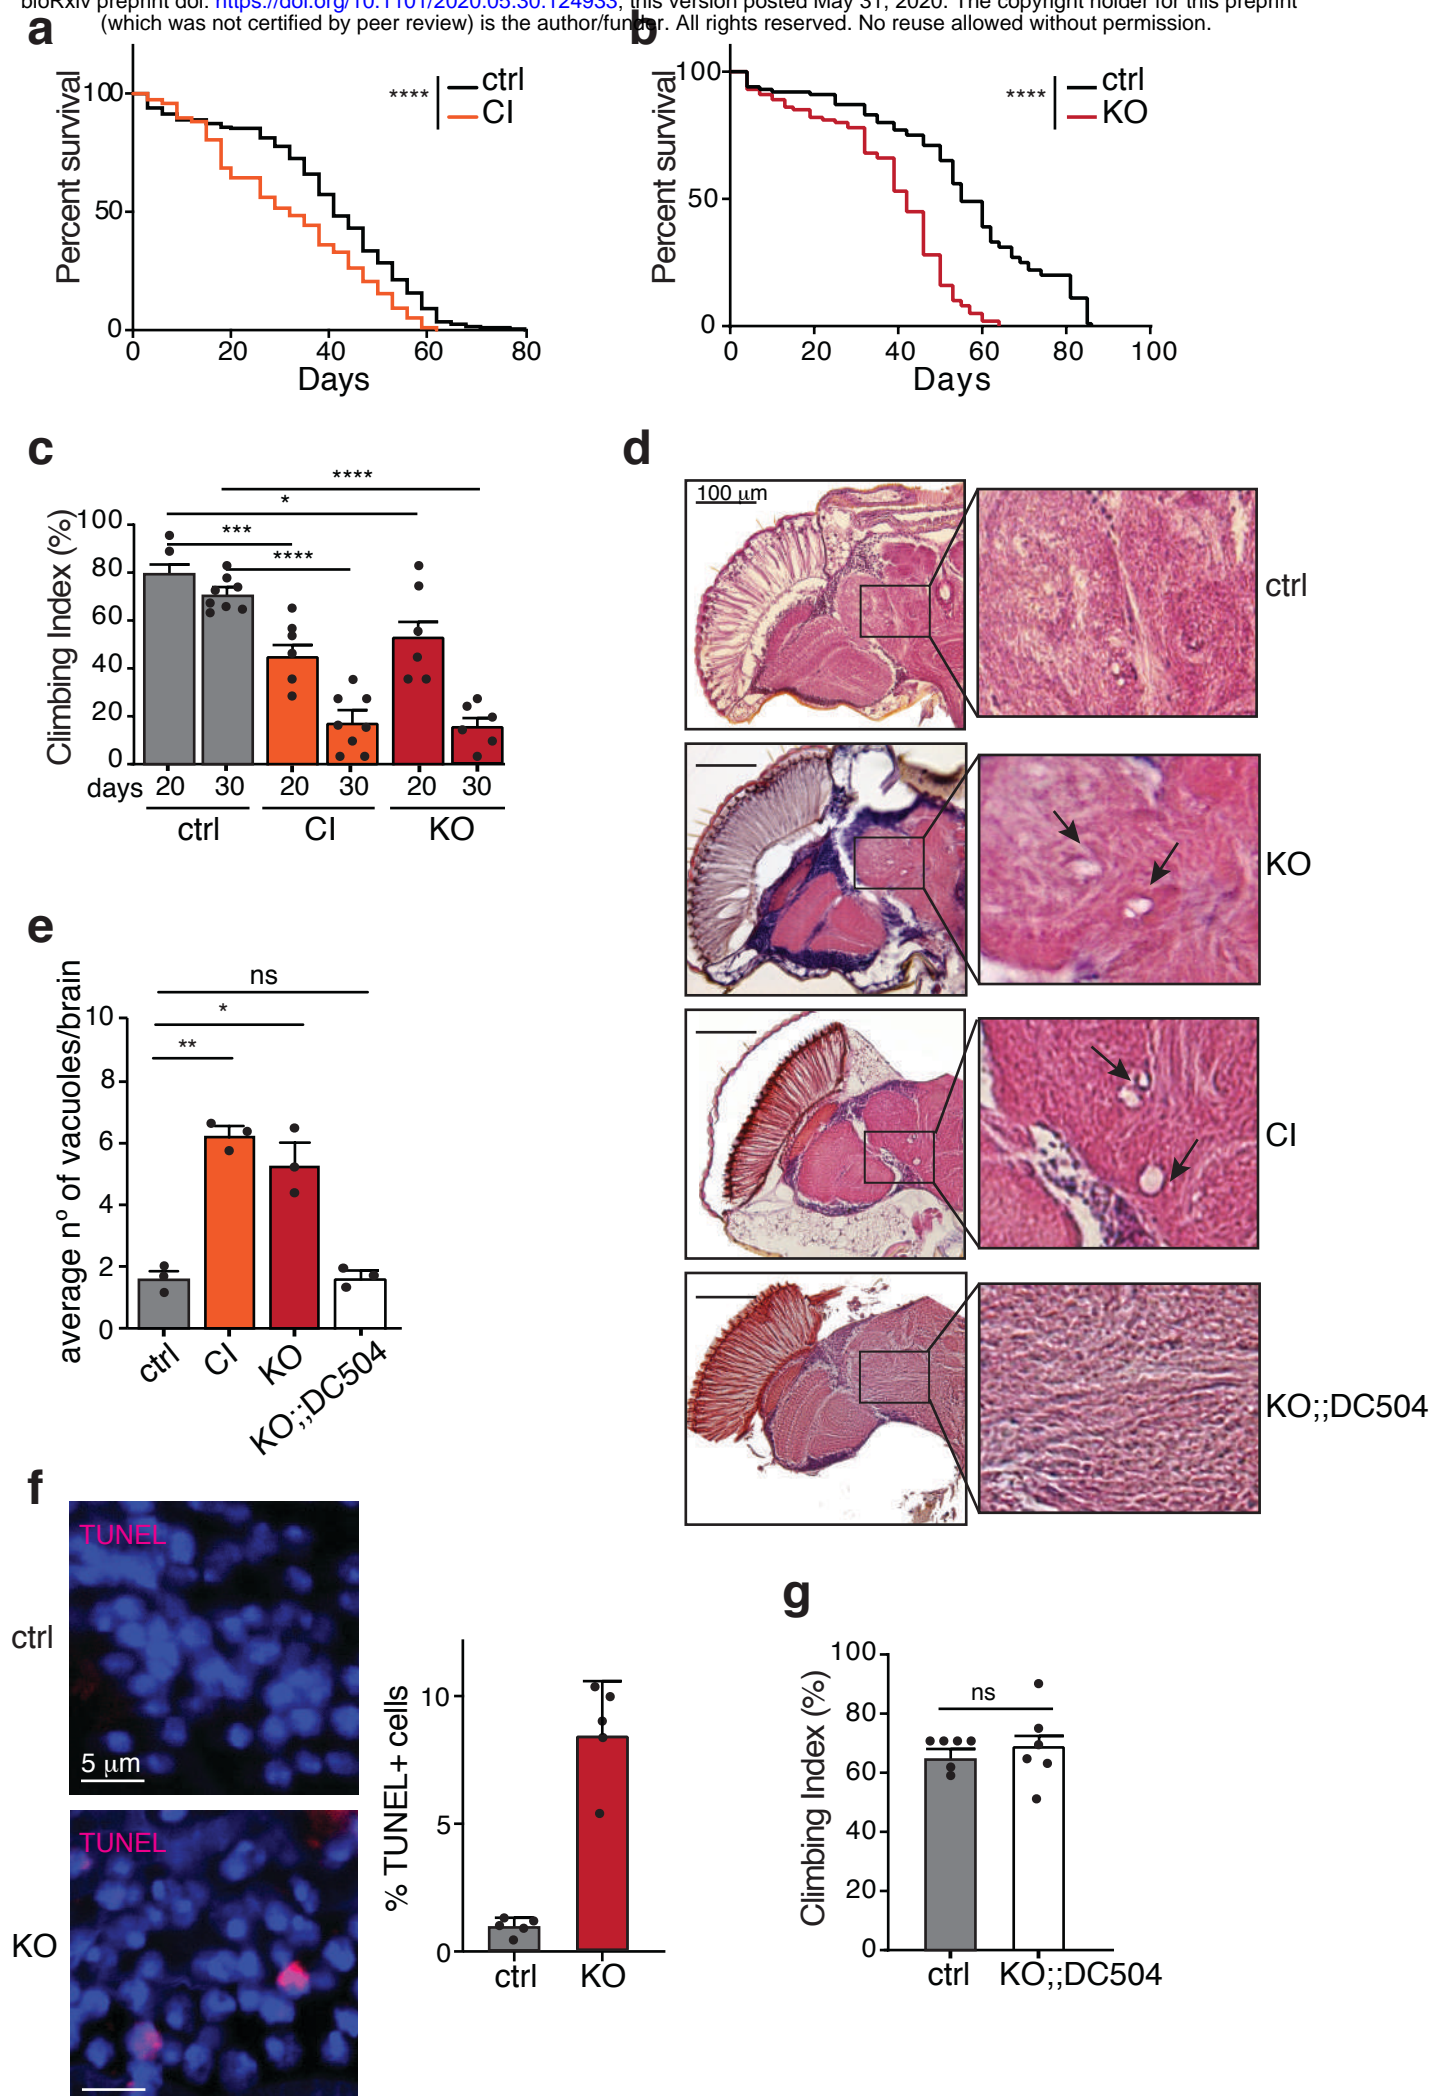 bioRxiv preprint doi: https://doi.org/10.1101/2020.05.30.124933; this version posted May 31, 2020. The copyright holder for this preprint
(which was not certified by peer review) is the author/funder. All rights reserved. No reuse allowed without permission.
a
Percent survival
100
50
0
0 20 40 60 80
Days
**** ctrl
CI
b
Percent survival
100
50
0
0 20 40 60 80 100
Days
**** ctrl
KO
c
****
*
***
****
Climbing Index (%)
100
80
60
40
20
0
days 20 30 20 30 20 30
ctrl CI KO
d
100 µm
ctrl
KO
CI
KO;;DC504
e
ns
*
**
average nº of vacuoles/brain
10
8
6
4
2
0
ctrl CI KO KO;;DC504
f
TUNEL
ctrl
5 µm
TUNEL
KO
% TUNEL+ cells
10
5
0
ctrl KO
g
Climbing Index (%)
100
80
60
40
20
0
ns
ctrl KO;;DC504